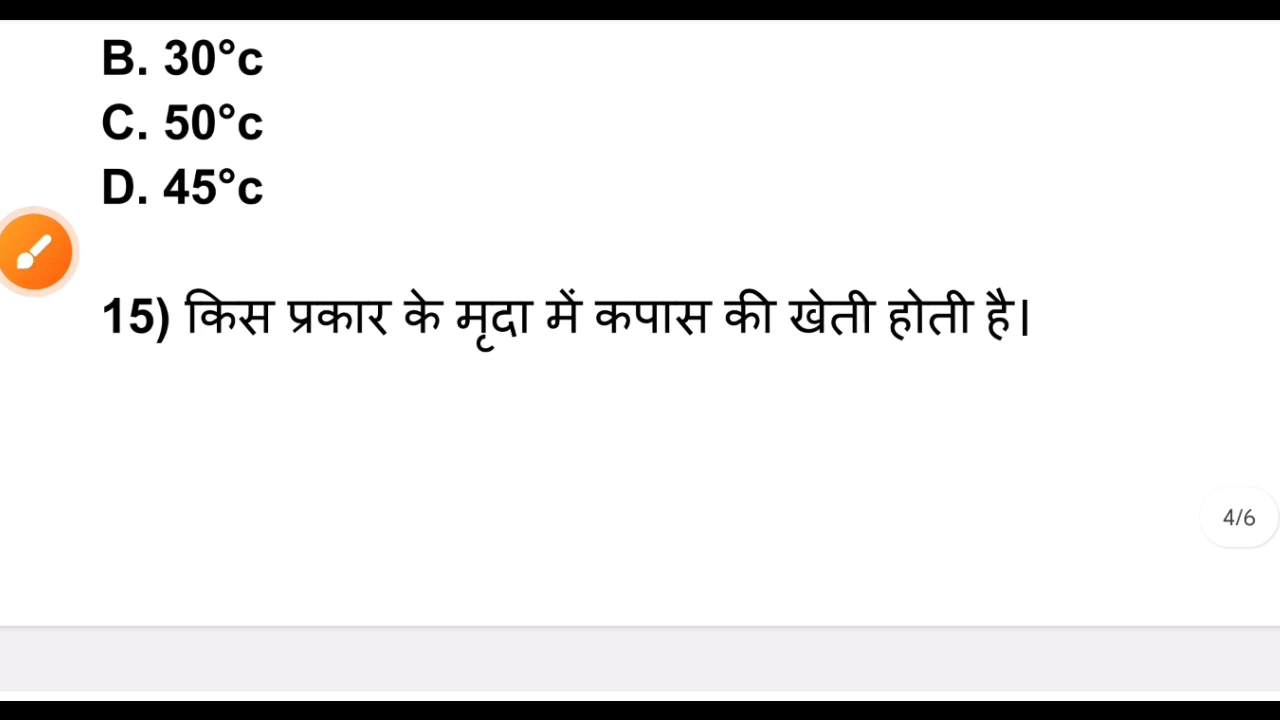 B. 30°c
C. 50°c
D. 45°c
15) किस प्रकार के मृदा में कपास की खेती होती है।
4/6